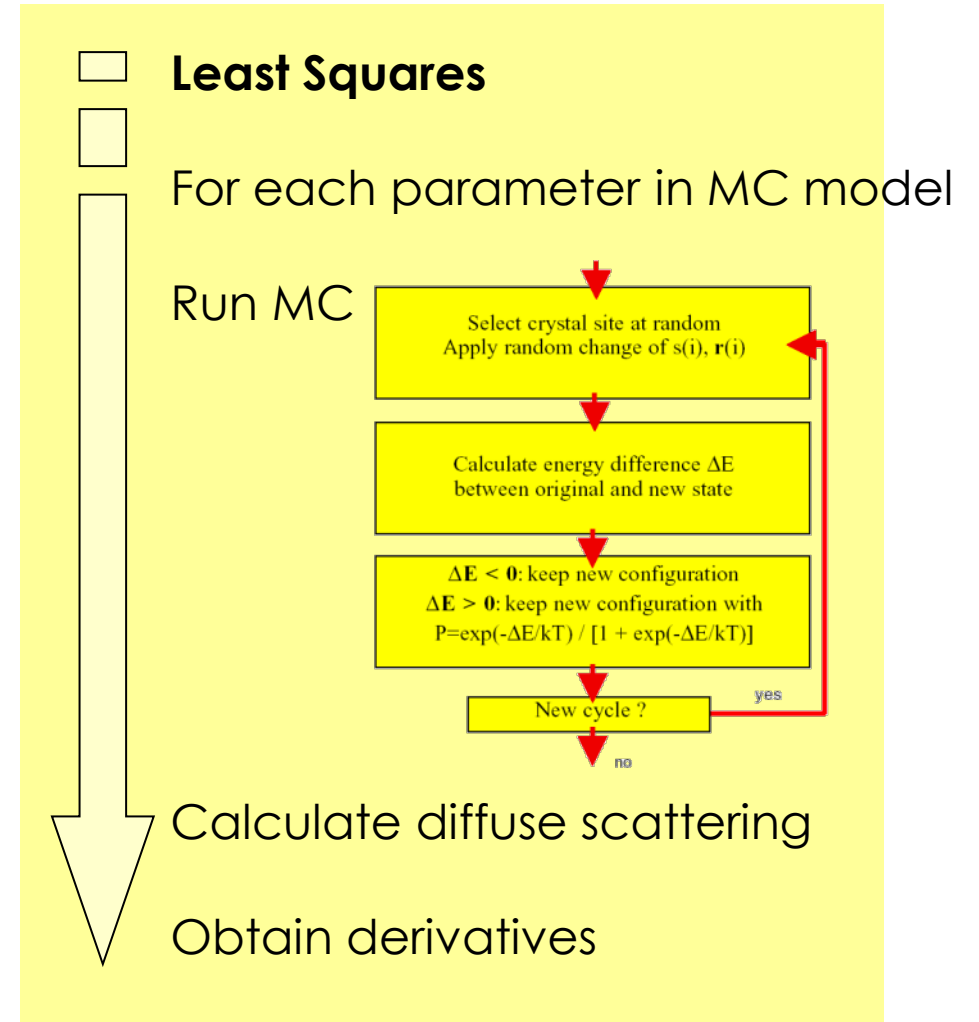 Least Squares
For each parameter in MC model
Run MC
Select crystal site at random
Apply random change of s(i), r(i)
Calculate energy difference ΔE
between original and new state
ΔE < 0: keep new configuration
ΔE > 0: keep new configuration with
P=exp(-ΔE/kT) / [1 + exp(-ΔE/kT)]
New cycle ?
yes
no
Calculate diffuse scattering
Obtain derivatives